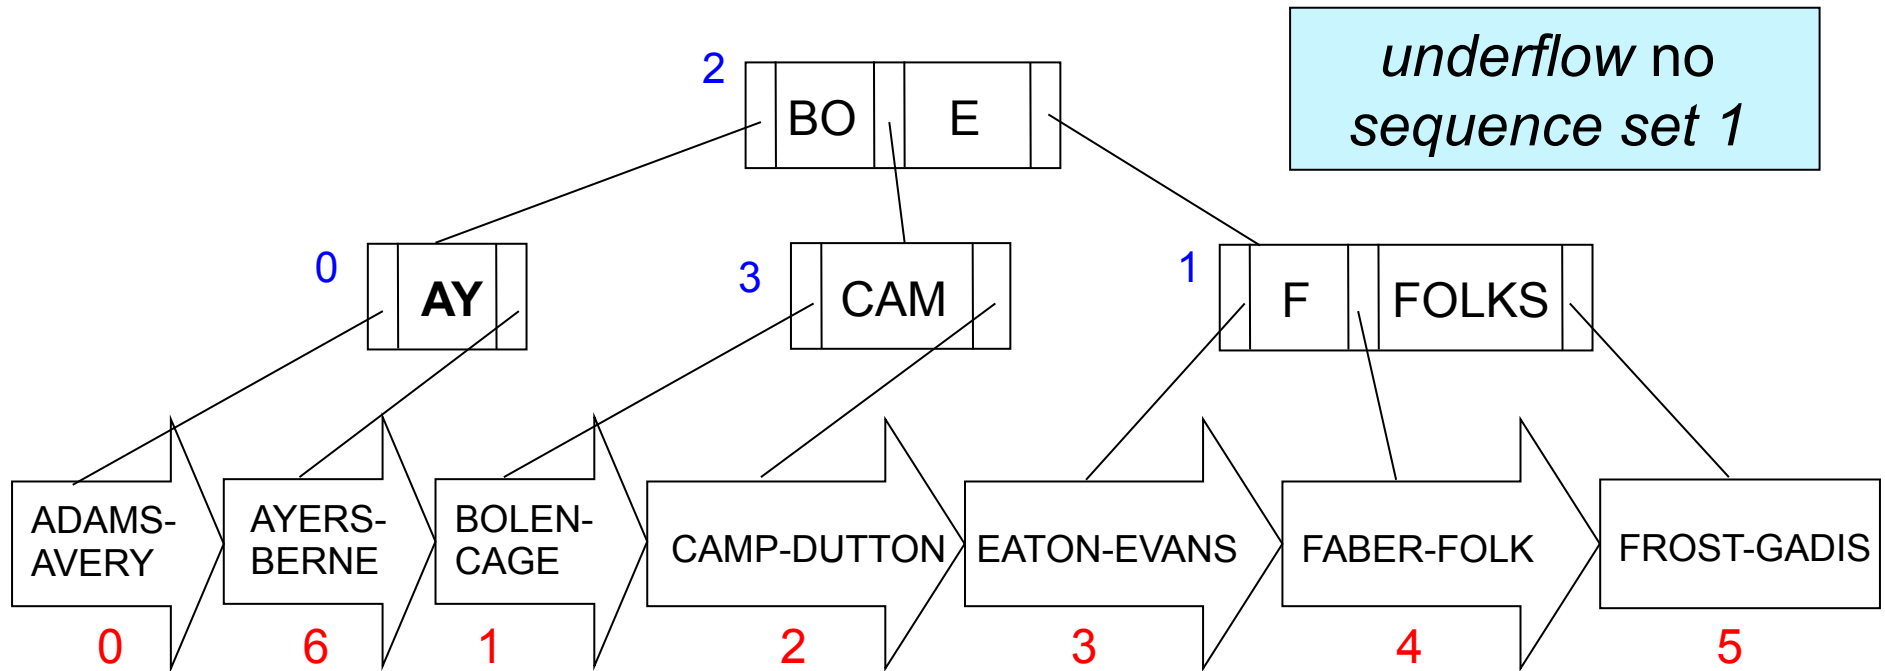 underflow no
sequence set 1
2
BO E
0
AY
3
CAM
1
F FOLKS
ADAMS-
AVERY
AYERS-
BERNE
BOLEN-
CAGE
CAMP-DUTTON
EATON-EVANS
FABER-FOLK
FROST-GADIS
0 6 1 2 3 4 5